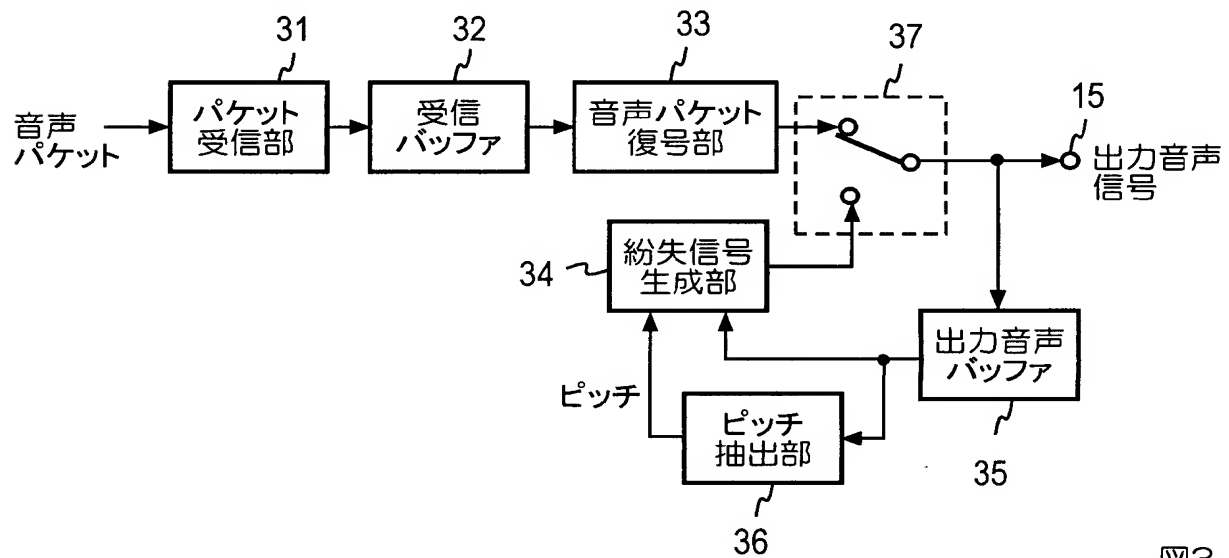 31
32
33
37
15
音声
パケット
パケット
受信部
受信
バッファ
音声パケット
復号部
出力音声
信号
34
紛失信号
生成部
出力音声
バッファ
ピッチ
ピッチ
抽出部
35
36